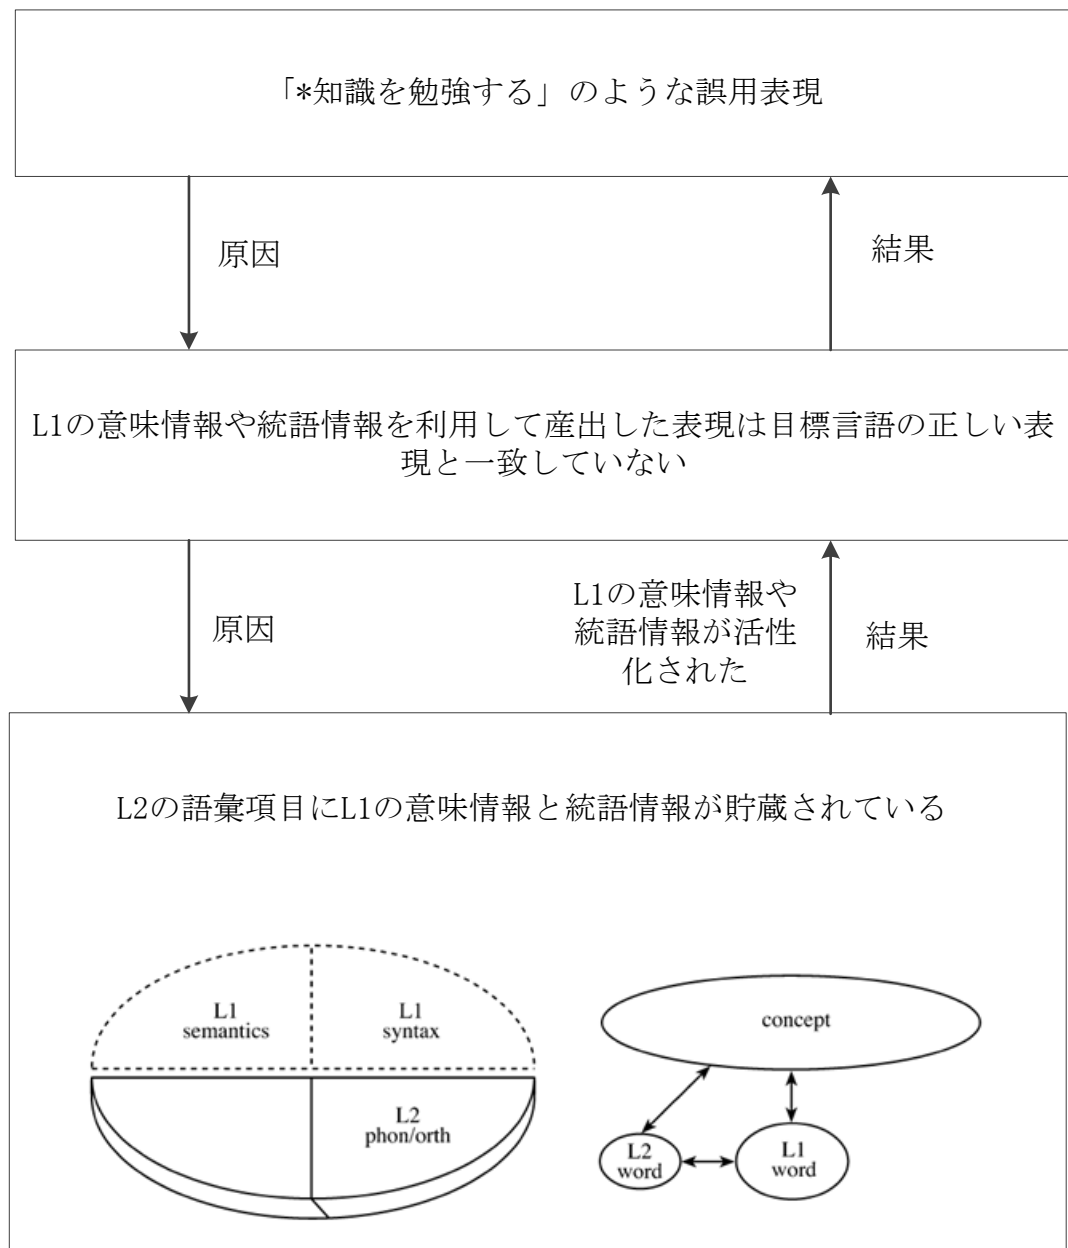 「*知識を勉強する」のような誤用表現
原因
結果
L1の意味情報や統語情報を利用して産出した表現は目標言語の正しい表
現と一致していない
原因
L1の意味情報や
統語情報が活性
化された
結果
L2の語彙項目にL1の意味情報と統語情報が貯蔵されている
L1
semantics
L1
syntax
L2
phon/orth
concept
L2
word
L1
word